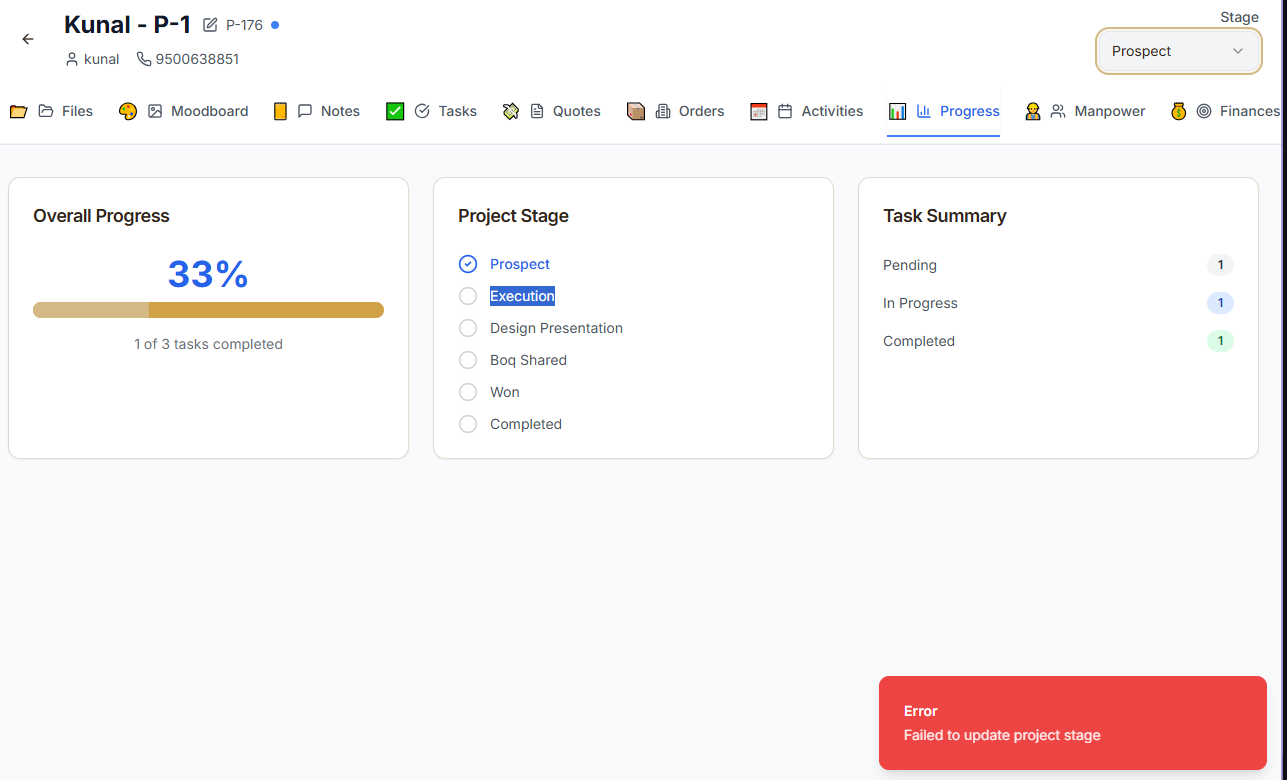 Kunal - P-1 P-176
Stage
kunal 9500638851
Prospect
Files Moodboard Notes Tasks Quotes Orders Activities Progress Manpower Finances
Overall Progress
33%
1 of 3 tasks completed
Project Stage
Prospect
Execution
Design Presentation
Boq Shared
Won
Completed
Task Summary
Pending 1
In Progress 1
Completed 1
Error
Failed to update project stage